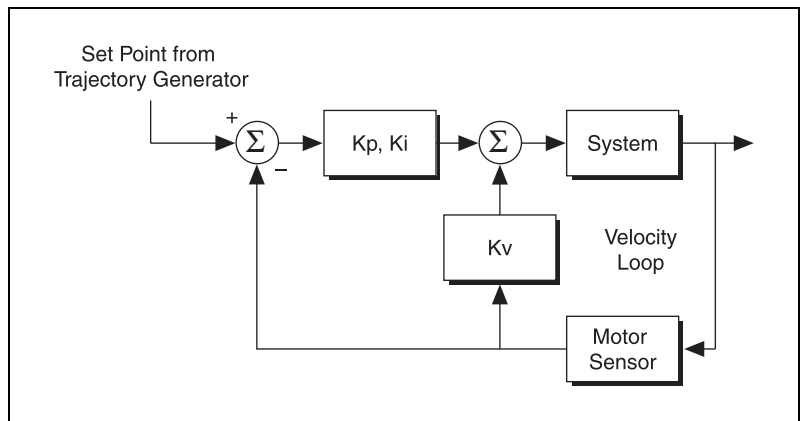 Set Point from
Trajectory Generator
+
Σ
−
Kp, Ki
Σ
System
Kv
Velocity
Loop
Motor
Sensor